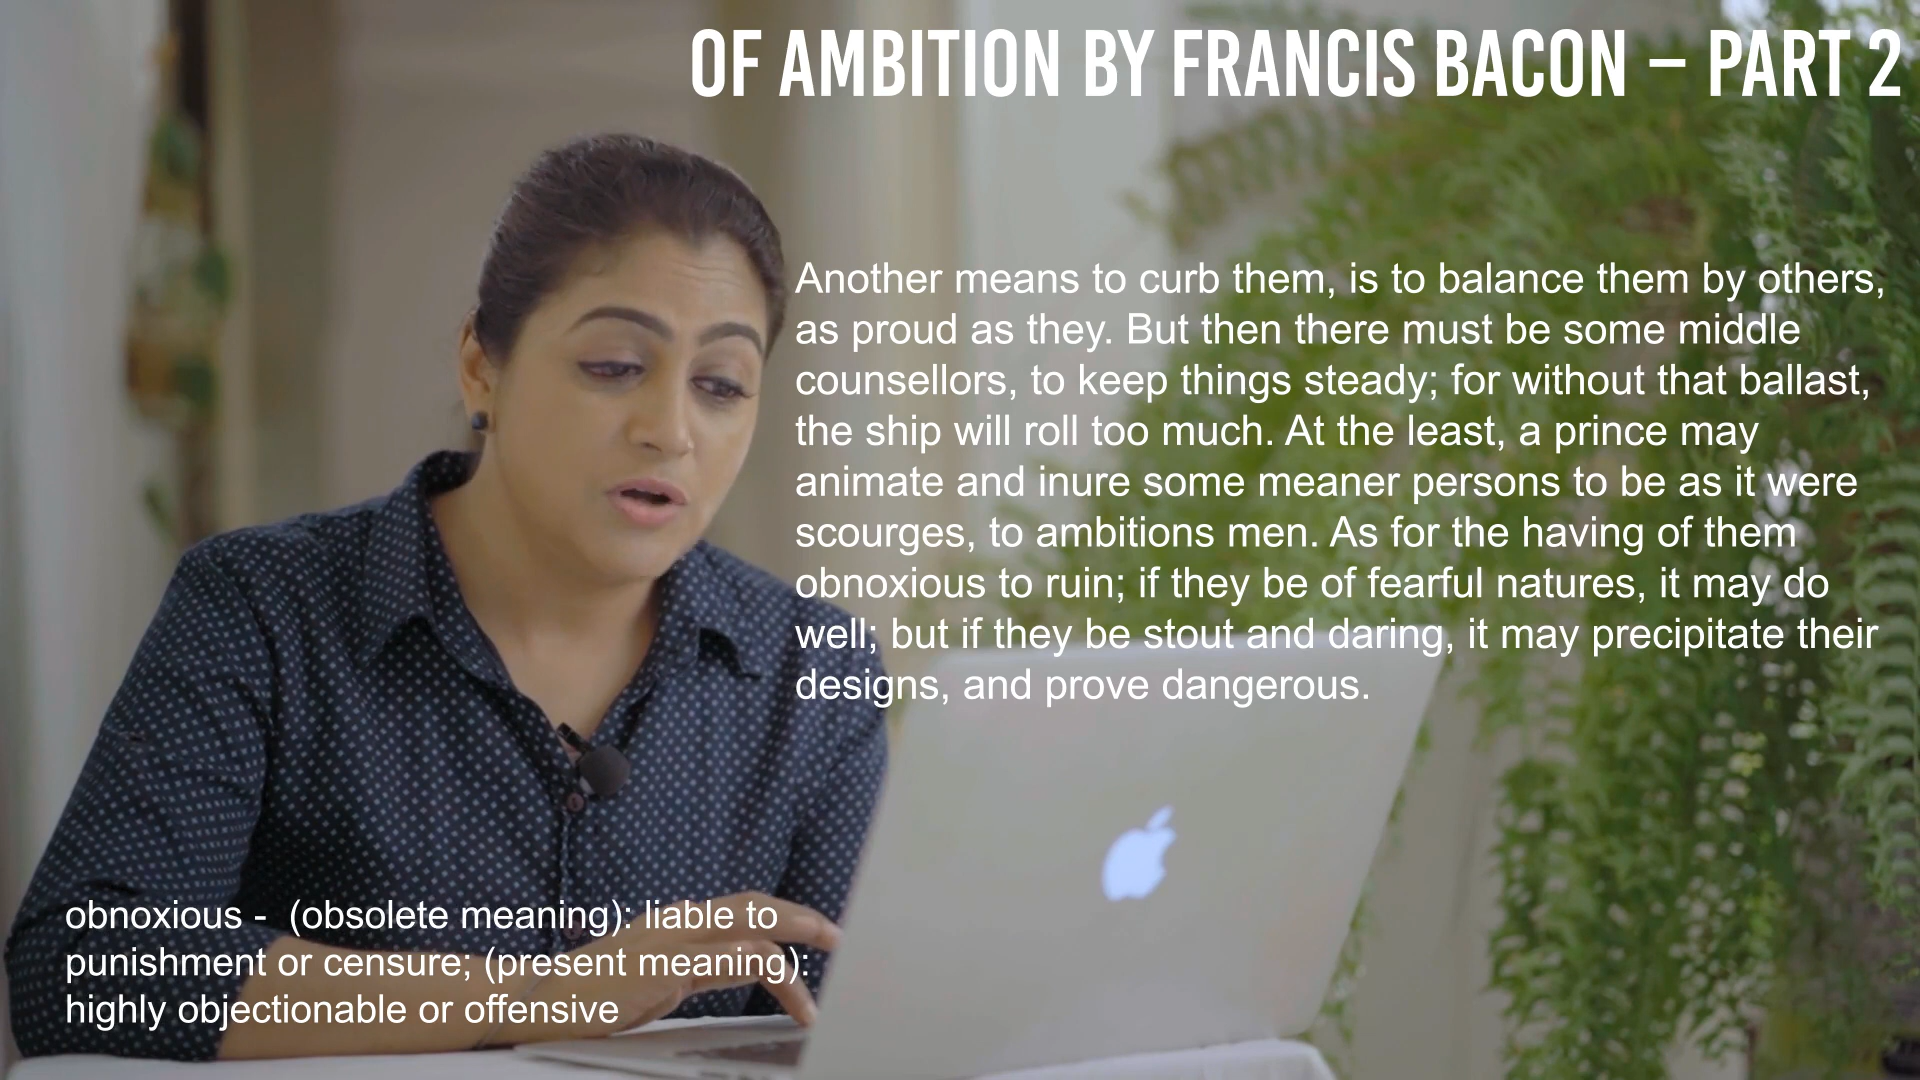 OF AMBITION BY FRANCIS BACON – PART 2
Another means to curb them, is to balance them by others,
as proud as they. But then there must be some middle
counsellors, to keep things steady; for without that ballast,
the ship will roll too much. At the least, a prince may
animate and inure some meaner persons to be as it were
scourges, to ambitions men. As for the having of them
obnoxious to ruin; if they be of fearful natures, it may do
well; but if they be stout and daring, it may precipitate their
designs, and prove dangerous.
obnoxious -  (obsolete meaning): liable to
punishment or censure; (present meaning):
highly objectionable or offensive